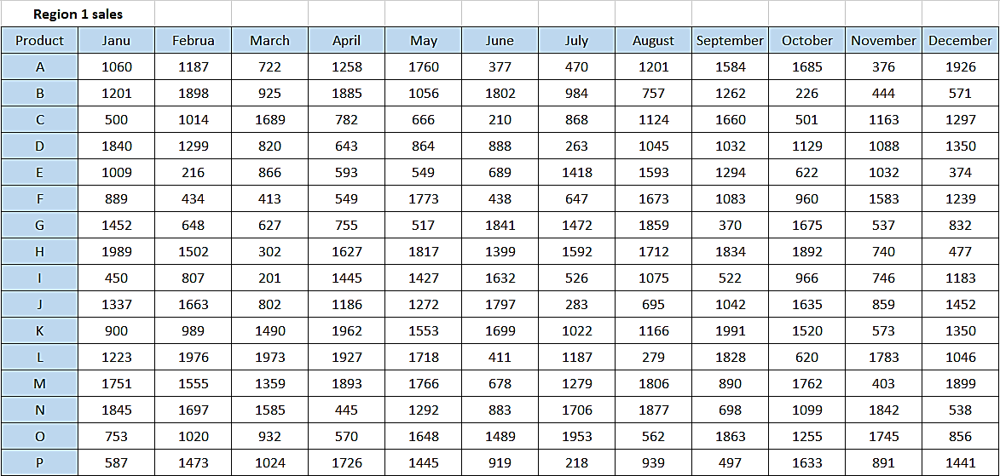 Region 1 sales
Product Janu Februa March April May June July August September October November December
A 1060 1187 722 1258 1760 377 470 1201 1584 1685 376 1926
B 1201 1898 925 1885 1056 1802 984 757 1262 226 444 571
C 500 1014 1689 782 666 210 868 1124 1660 501 1163 1297
D 1840 1299 820 643 864 888 263 1045 1032 1129 1088 1350
E 1009 216 866 593 549 689 1418 1593 1294 622 1032 374
F 889 434 413 549 1773 438 647 1673 1083 960 1583 1239
G 1452 648 627 755 517 1841 1472 1859 370 1675 537 832
H 1989 1502 302 1627 1817 1399 1592 1712 1834 1892 740 477
I 450 807 201 1445 1427 1632 526 1075 522 966 746 1183
J 1337 1663 802 1186 1272 1797 283 695 1042 1635 859 1452
K 900 989 1490 1962 1553 1699 1022 1166 1991 1520 573 1350
L 1223 1976 1973 1927 1718 411 1187 279 1828 620 1783 1046
M 1751 1555 1359 1893 1766 678 1279 1806 890 1762 403 1899
N 1845 1697 1585 445 1292 883 1706 1877 698 1099 1842 538
O 753 1020 932 570 1648 1489 1953 562 1863 1255 1745 856
P 587 1473 1024 1726 1445 919 218 939 497 1633 891 1441